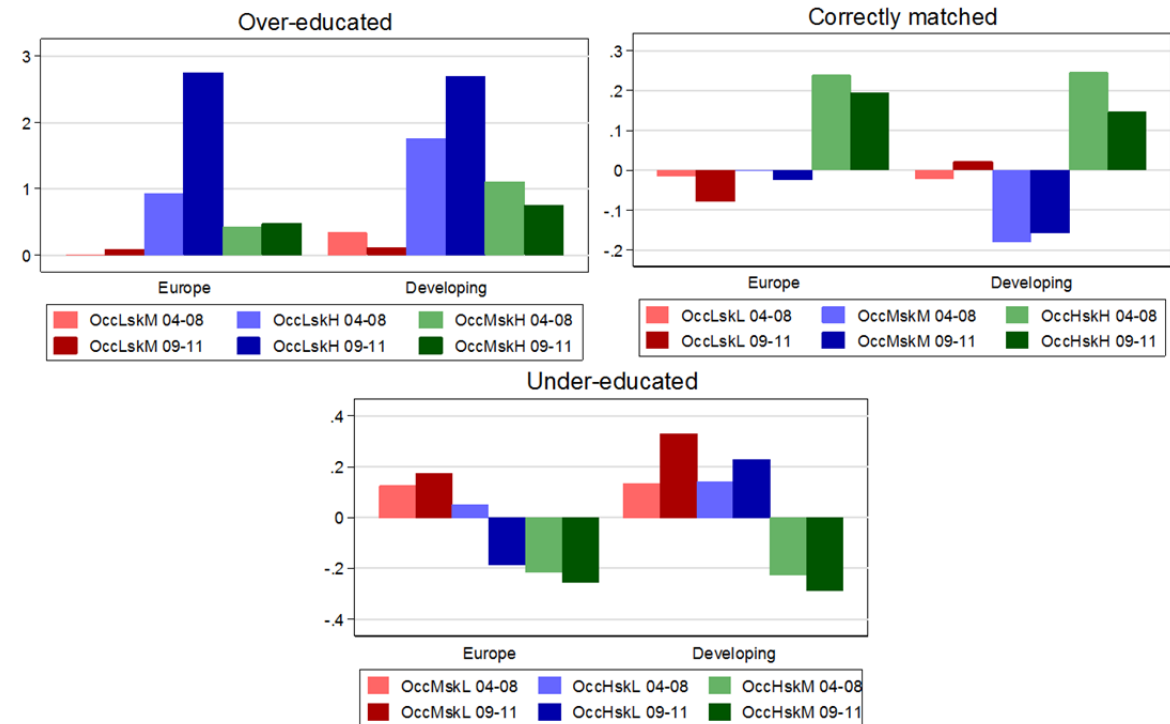 Over-educated
3
2
1
0
Europe Developing
OccLskM 04-08 OccLskH 04-08 OccMskH 04-08
OccLskM 09-11 OccLskH 09-11 OccMskH 09-11
Correctly matched
.3
.2
.1
0
-.1
-.2
Europe Developing
OccLskL 04-08 OccMskM 04-08 OccHskH 04-08
OccLskL 09-11 OccMskM 09-11 OccHskH 09-11
Under-educated
.4
.2
0
-.2
-.4
Europe Developing
OccMskL 04-08 OccHskL 04-08 OccHskM 04-08
OccMskL 09-11 OccHskL 09-11 OccHskM 09-11